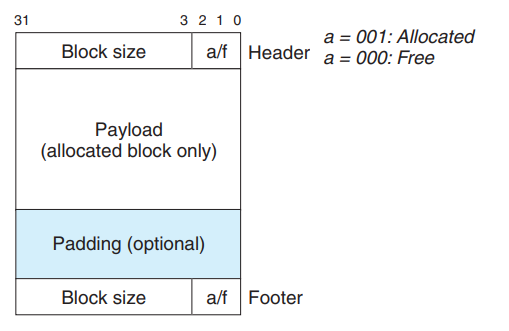 31 3 2 1 0
Block size a/f Header
a = 001: Allocated
a = 000: Free
Payload
(allocated block only)
Padding (optional)
Block size a/f Footer